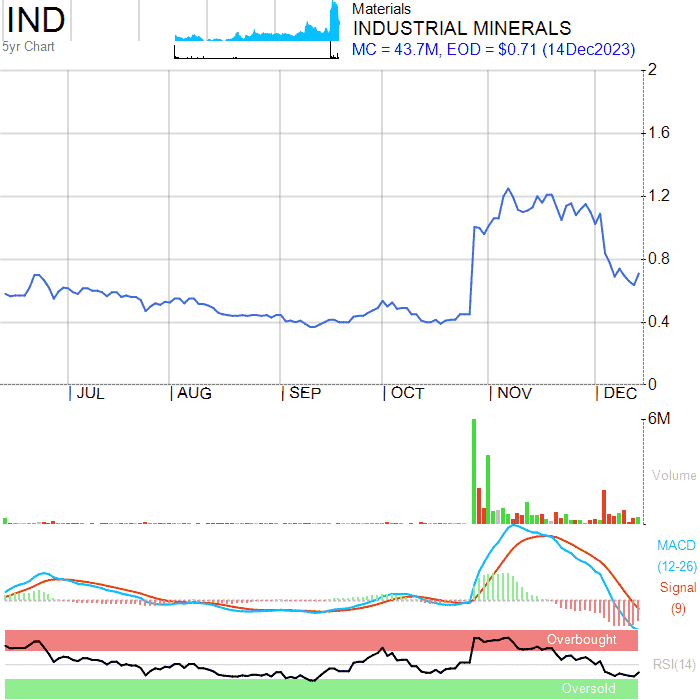 IND
5yr Chart
Materials
INDUSTRIAL MINERALS
MC = 43.7M, EOD = $0.71 (14Dec2023)
2
1.6
1.2
0.8
0.4
0
JUL
AUG
SEP
OCT
NOV
DEC
6M
Volume
MACD
(12-26)
Signal
(9)
Overbought
RSI(14)
Oversold